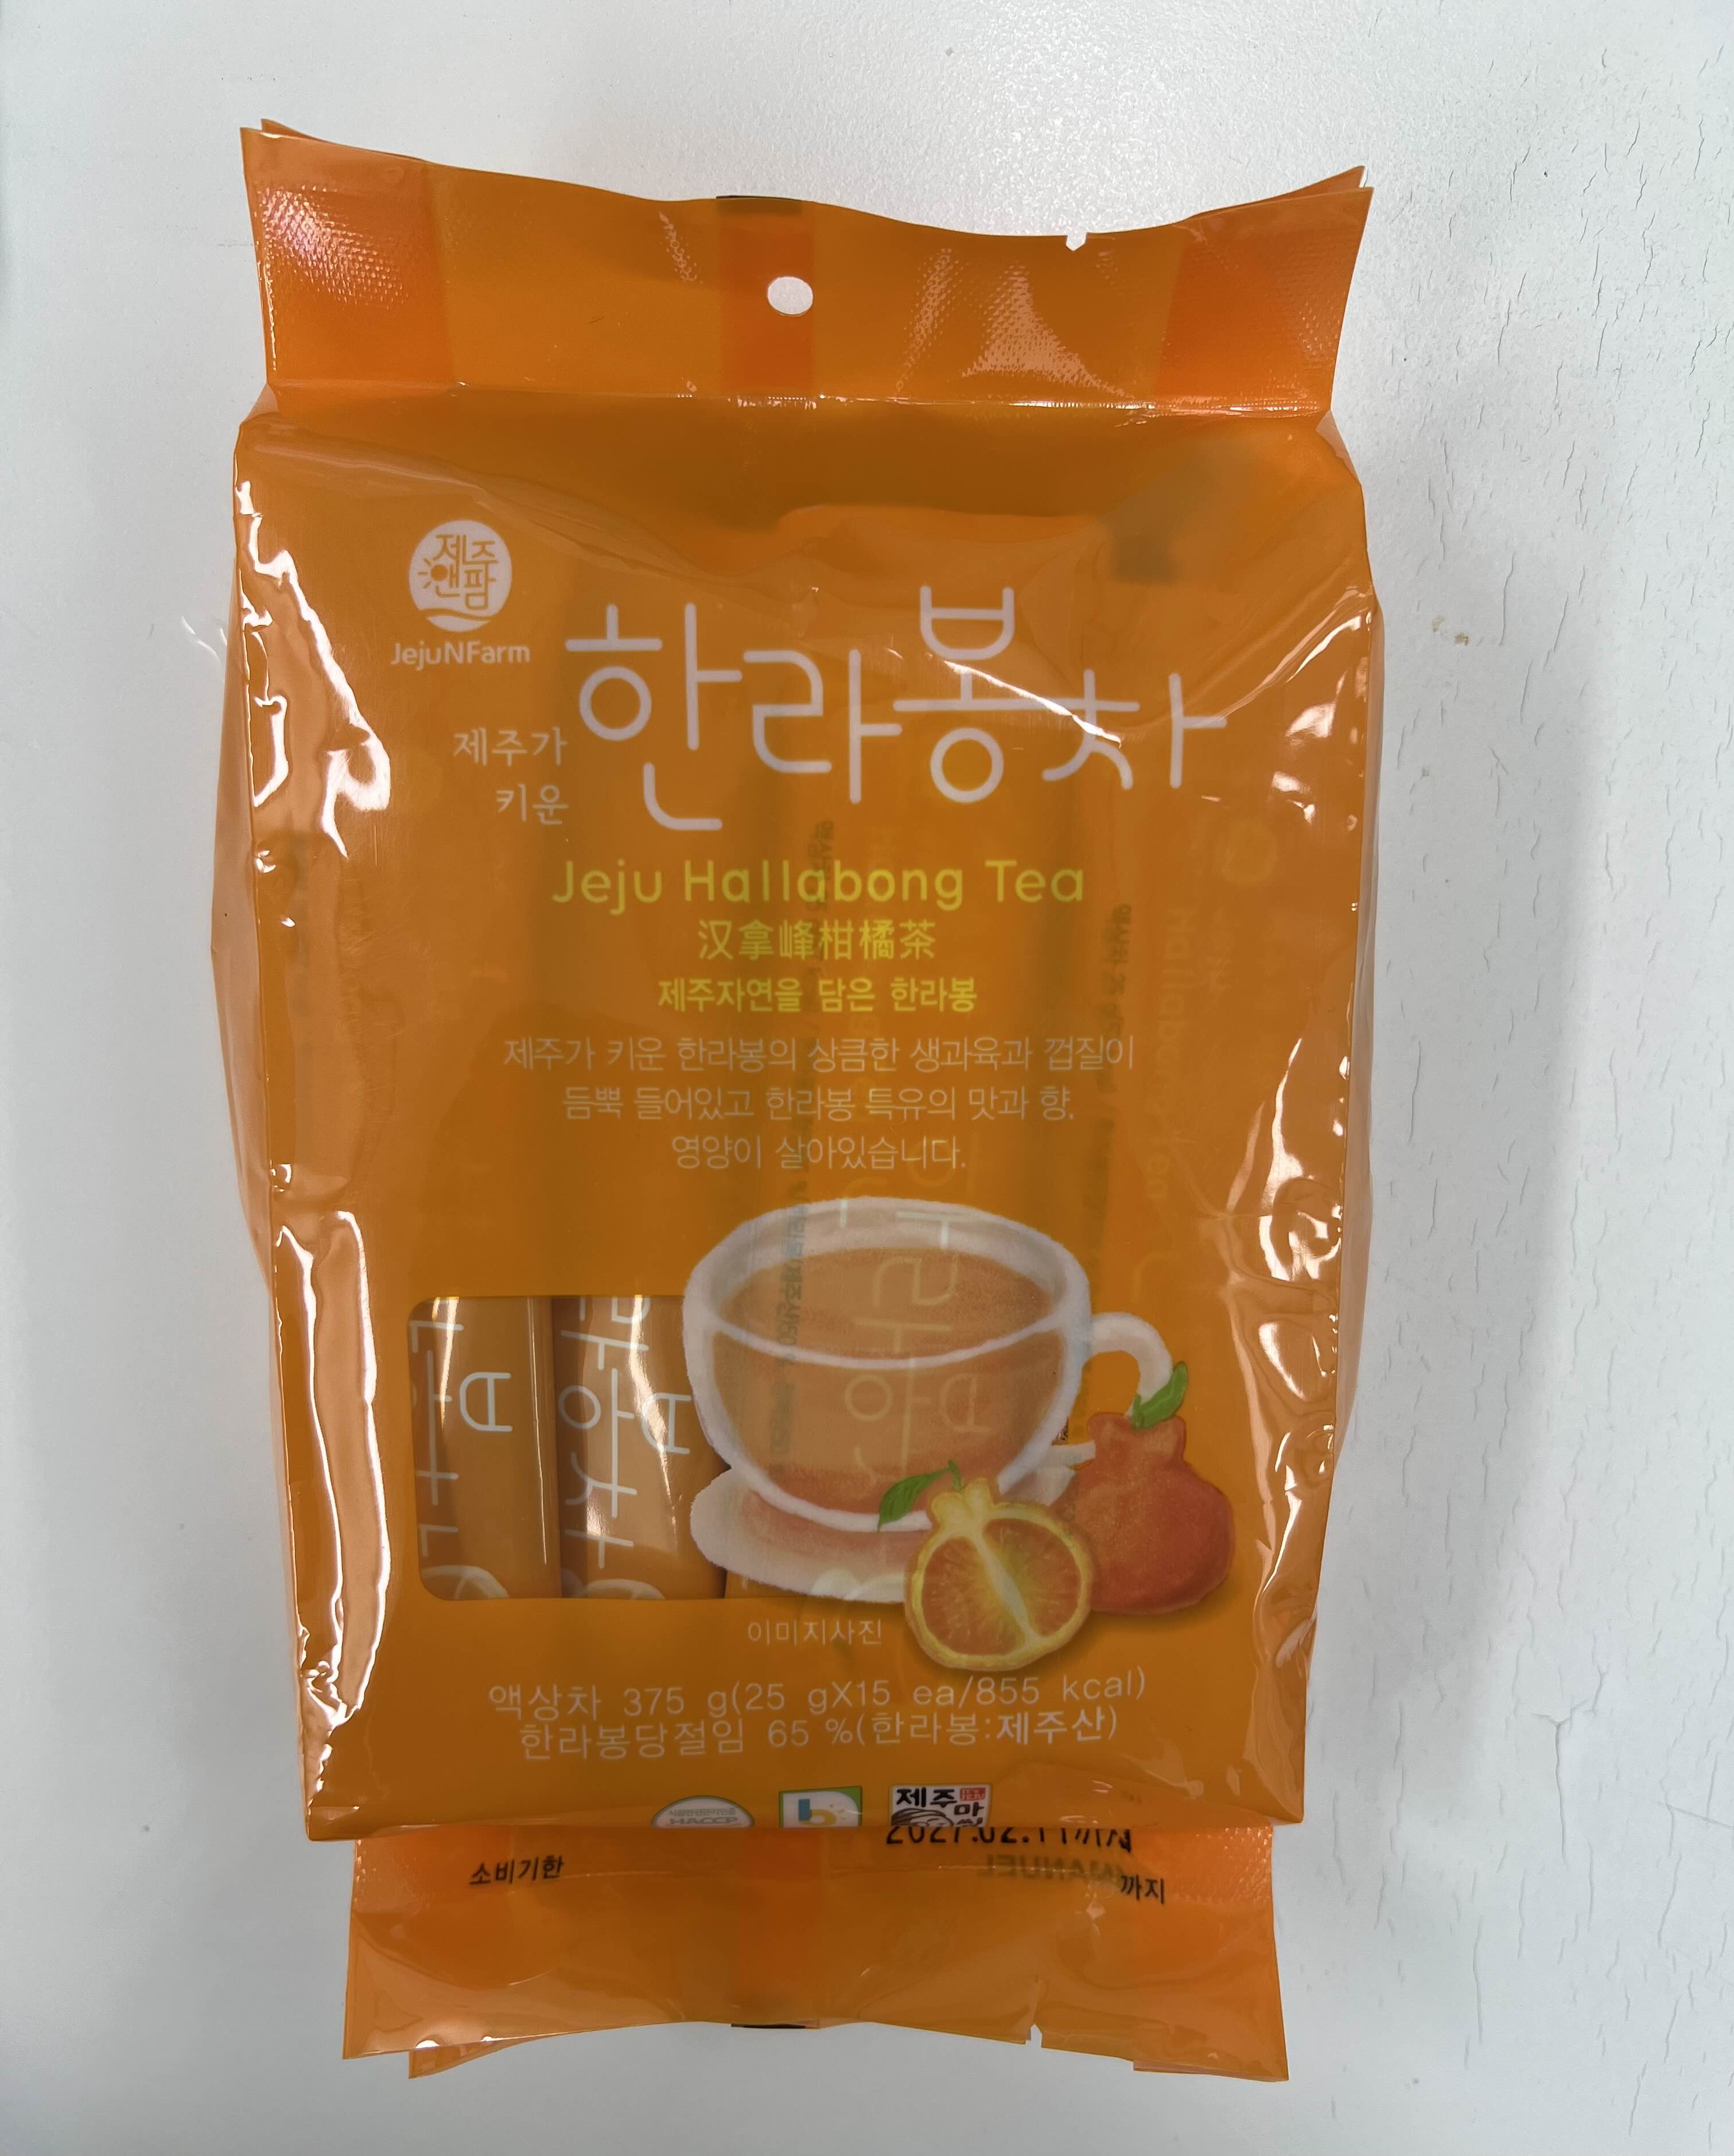 제주
앤팜
JejuNFarm
제주가
키운
한라봉차
Jeju Hallabong Tea
汉拿峰柑橘茶
제주자연을 담은 한라봉
제주가 키운 한라봉의 상큼한 생과육과 껍질이
듬뿍 들어있고 한라봉 특유의 맛과 향,
영양이 살아있습니다.
이미지사진
액상차 375 g(25 gX15 ea/855 kcal)
한라봉당절임 65 %(한라봉:제주산)
HACCP
제주
마씸
2027.02.11까지
소비기한
까지